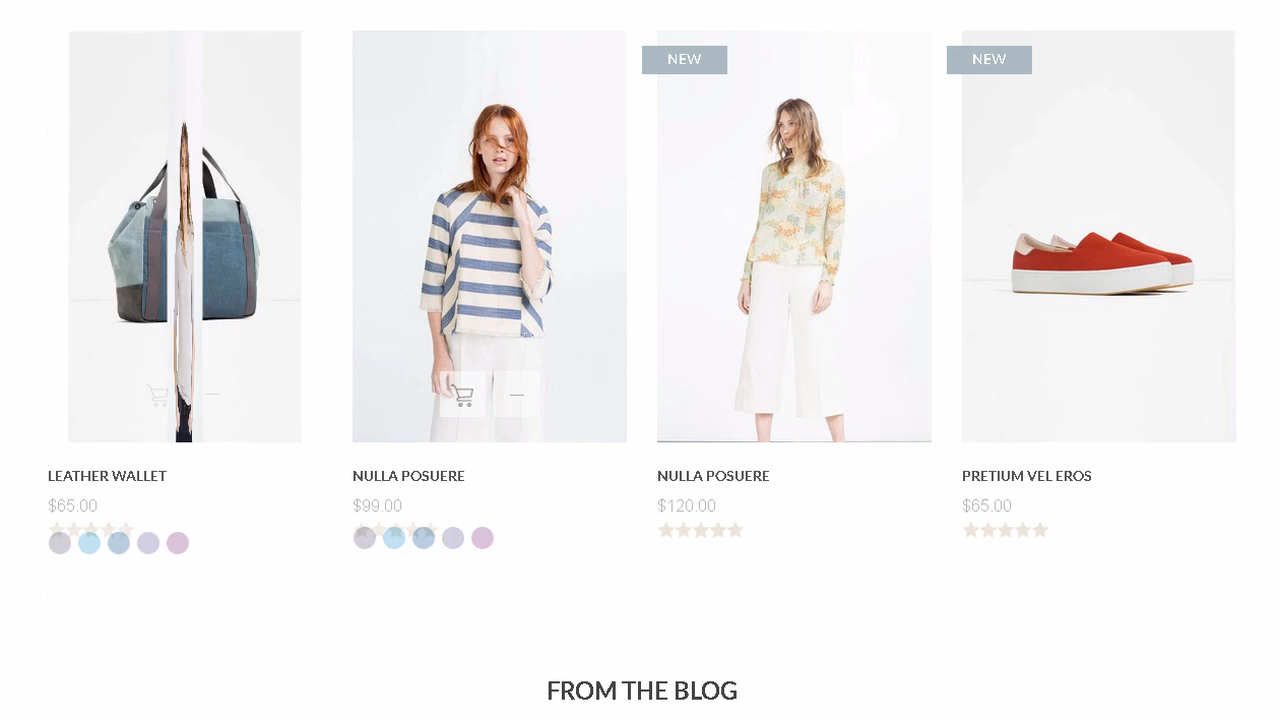 NEW
NEW
LEATHER WALLET
$65.00
NULLA POSUERE
$99.00
NULLA POSUERE
$120.00
PRETIUM VEL EROS
$65.00
FROM THE BLOG